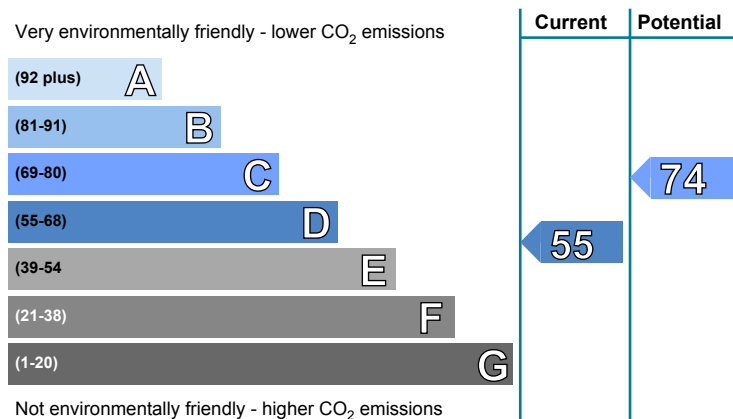 Current Potential
Very environmentally friendly - lower CO₂ emissions
(92 plus) A
(81-91) B
(69-80) C
74
(55-68) D
55
(39-54 E
(21-38) F
(1-20) G
Not environmentally friendly - higher CO₂ emissions